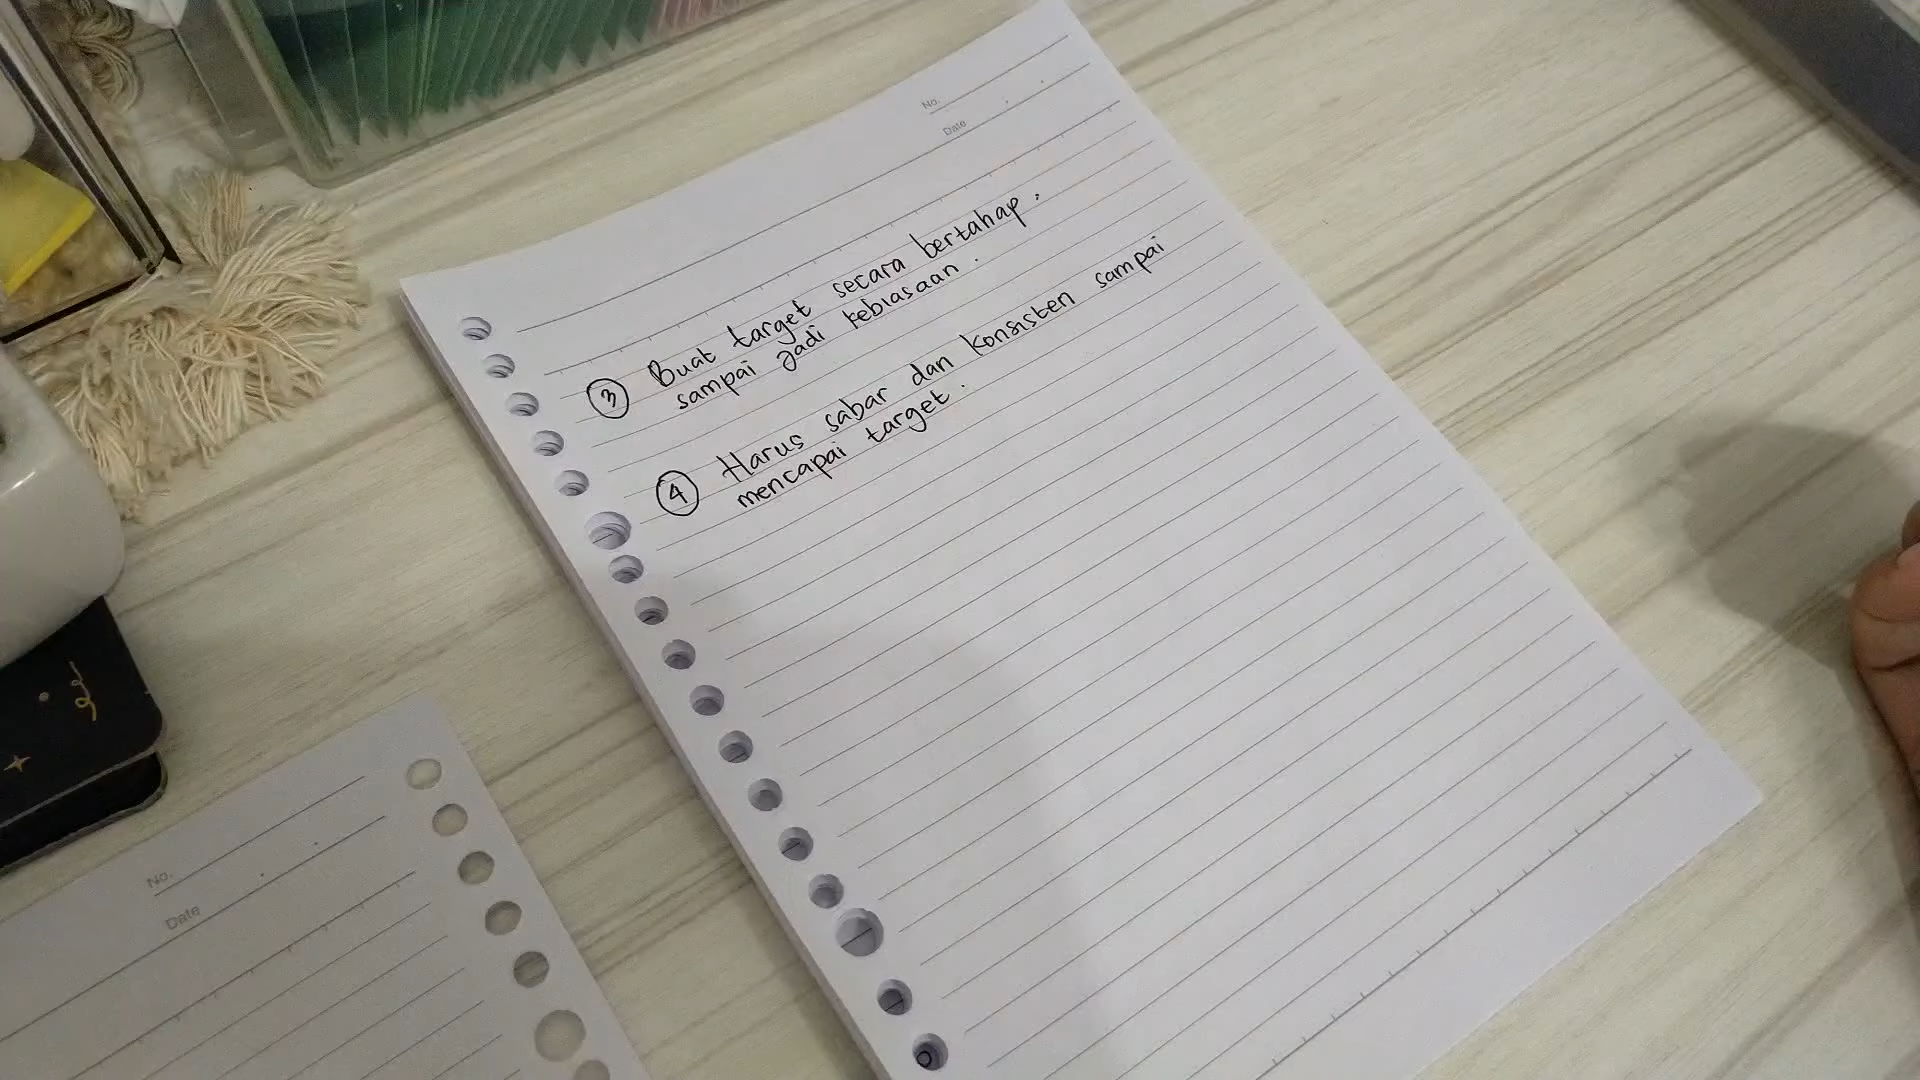 No.
Date
③ Buat target secara bertahap.
sampai jadi kebiasaan.
④ Harus sabar dan konsisten sampai
mencapai target.
No.
Date